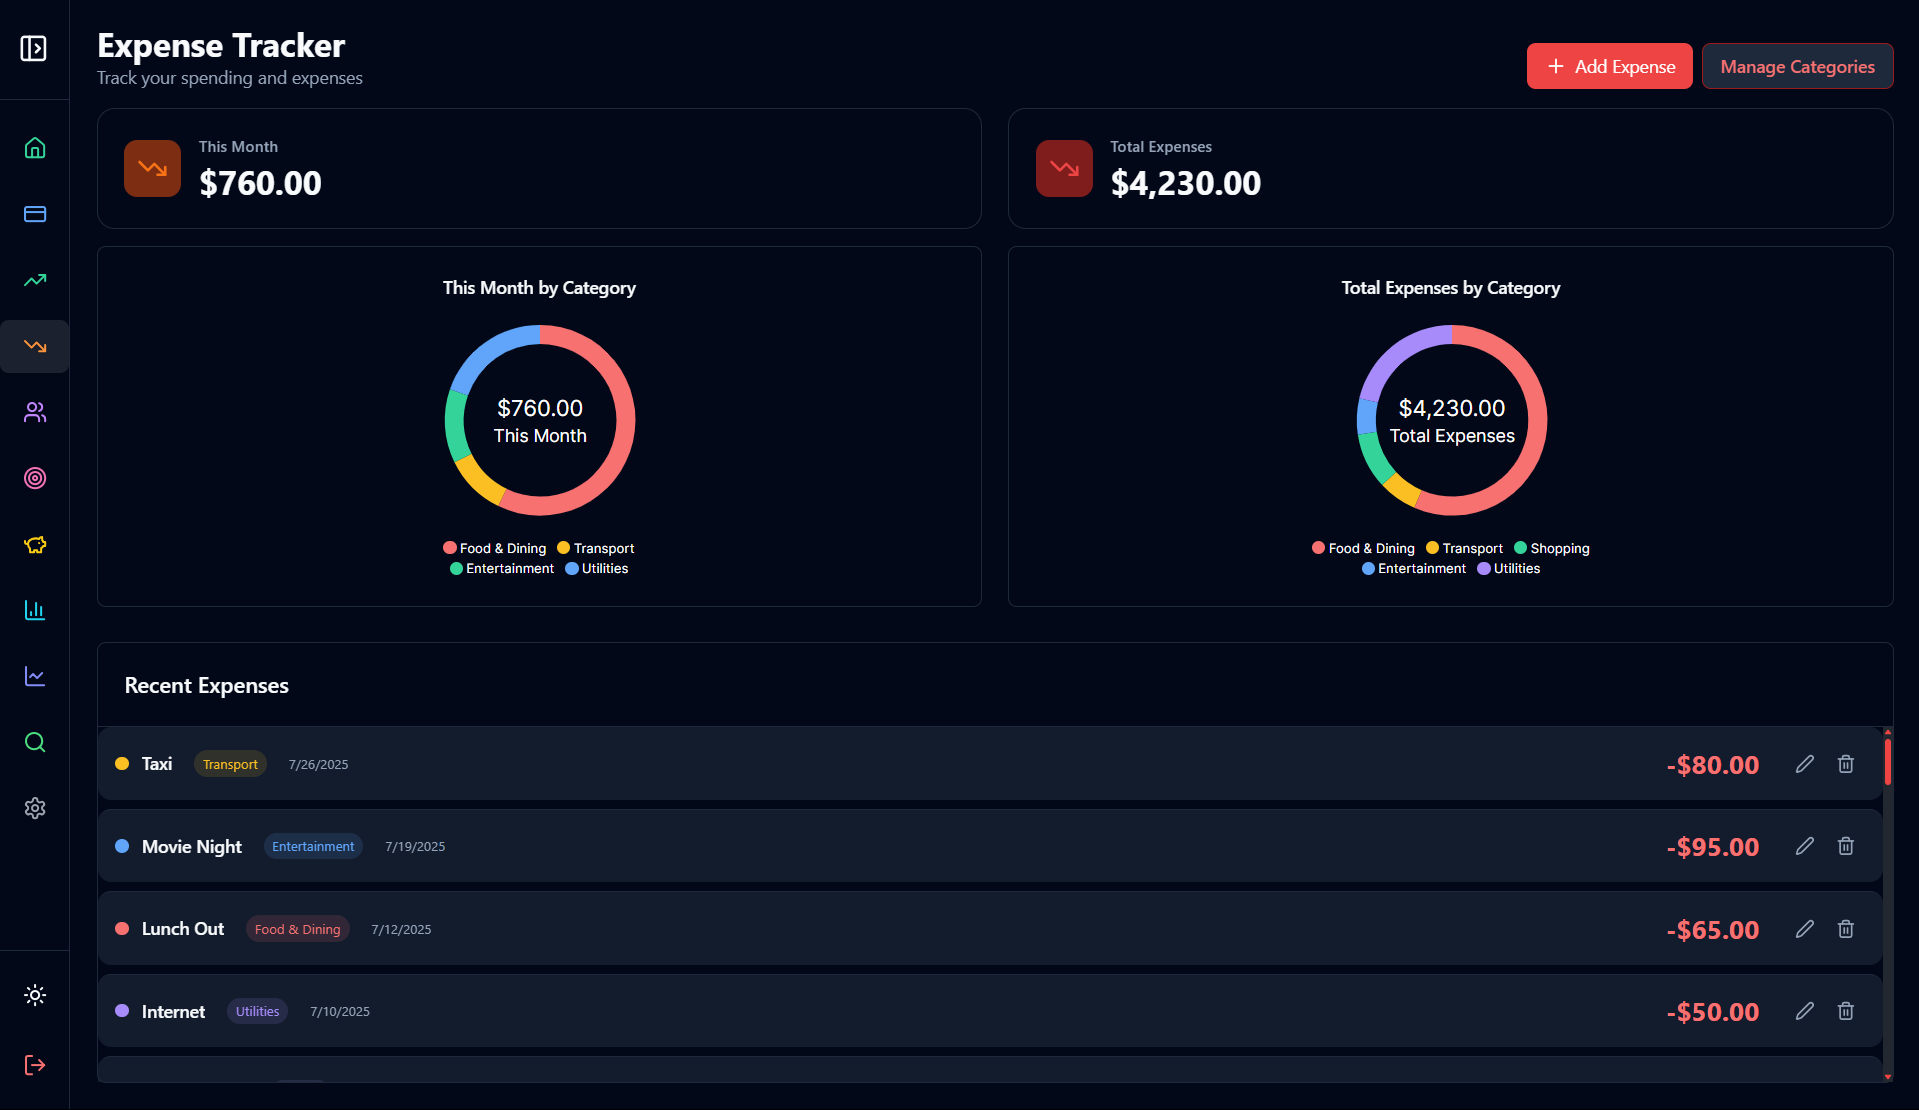 Expense Tracker
Track your spending and expenses
+ Add Expense
Manage Categories
This Month
$760.00
Total Expenses
$4,230.00
This Month by Category
$760.00
This Month
Food & Dining Transport
Entertainment Utilities
Total Expenses by Category
$4,230.00
Total Expenses
Food & Dining Transport Shopping
Entertainment Utilities
Recent Expenses
Taxi Transport 7/26/2025 -$80.00
Movie Night Entertainment 7/19/2025 -$95.00
Lunch Out Food & Dining 7/12/2025 -$65.00
Internet Utilities 7/10/2025 -$50.00